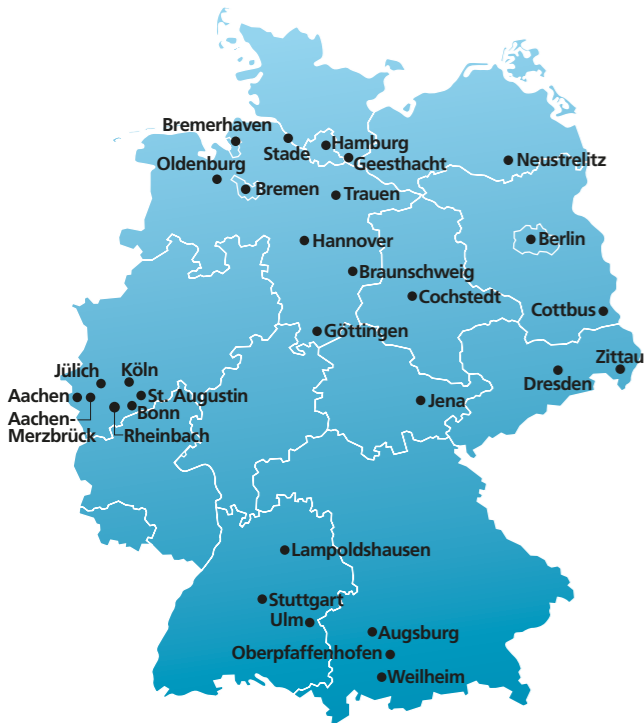 Bremerhaven
Stade
Hamburg
Geesthacht
Neustrelitz
Oldenburg
Bremen
Trauen
Hannover
Berlin
Braunschweig
Cochstedt
Cottbus
Göttingen
Zittau
Dresden
Jülich
Köln
Aachen
St. Augustin
Bonn
Aachen-
Merzbrück
Rheinbach
Jena
Lampoldshausen
Stuttgart
Ulm
Augsburg
Oberpfaffenhofen
Weilheim